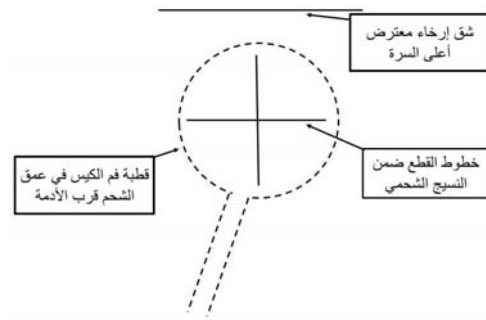 شق إرخاء معترض
أعلى السرة
خطوط القطع ضمن
النسيج الشحمي
قطبة فم الكيس في عمق
الشحم قرب الأدمة